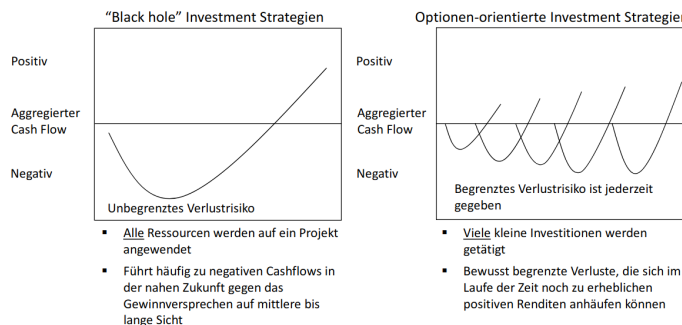 “Black hole” Investment Strategien
Positiv
Aggregierter
Cash Flow
Negativ
Unbegrenztes Verlustrisiko
▪ Alle Ressourcen werden auf ein Projekt
angewendet
▪ Führt häufig zu negativen Cashflows in
der nahen Zukunft gegen das
Gewinnversprechen auf mittlere bis
lange Sicht
Optionen-orientierte Investment Strategien
Positiv
Aggregierter
Cash Flow
Negativ
Begrenztes Verlustrisiko ist jederzeit
gegeben
▪ Viele kleine Investitionen werden
getätigt
▪ Bewusst begrenzte Verluste, die sich im
Laufe der Zeit noch zu erheblichen
positiven Renditen anhäufen können